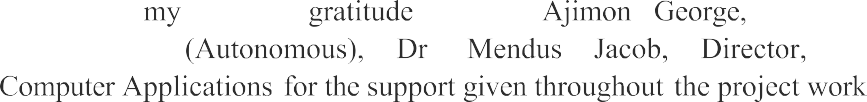 my gratitude Ajimon George,
(Autonomous), Dr Mendus Jacob, Director,
Computer Applications for the support given throughout the project work